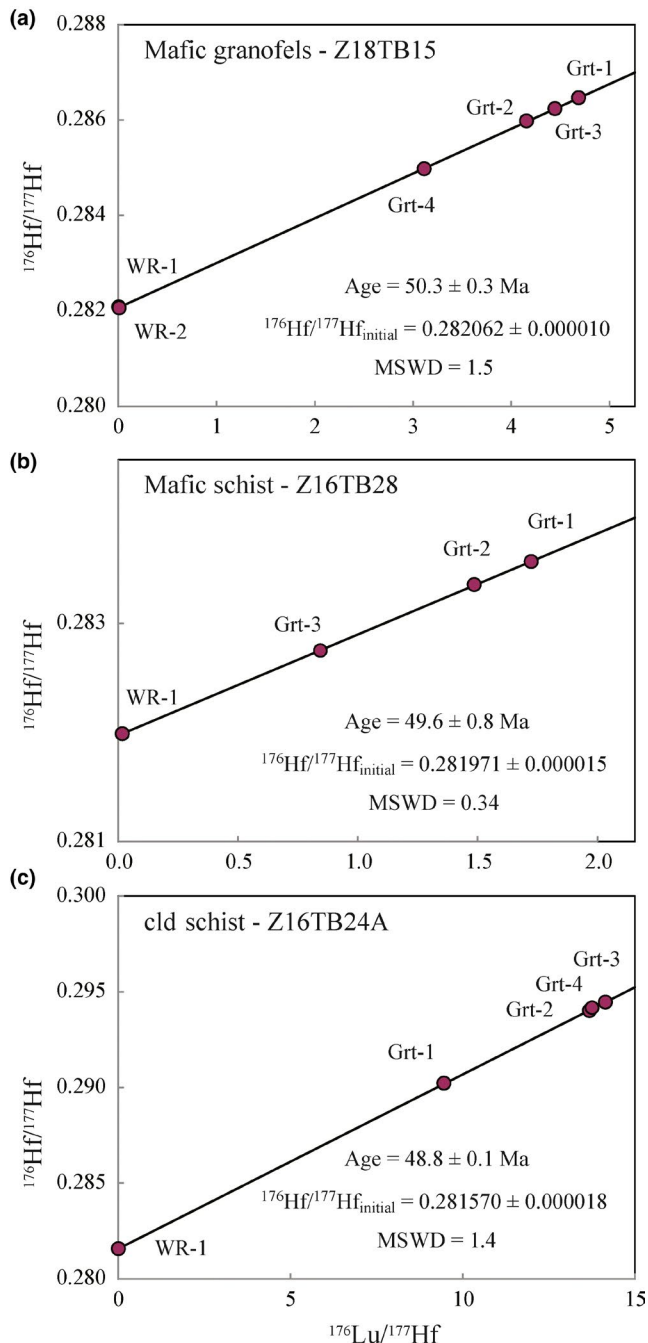 (a)
0.288
Mafic granofels - Z18TB15
Grt-1
Grt-2
Grt-3
0.286
¹⁷⁶Hf/¹⁷⁷Hf
0.284
Grt-4
WR-1
Age = 50.3 ± 0.3 Ma
0.282
WR-2
¹⁷⁶Hf/¹⁷⁷Hfinitial = 0.282062 ± 0.000010
MSWD = 1.5
0.280
0 1 2 3 4 5
(b)
Mafic schist - Z16TB28
Grt-1
Grt-2
0.283
Grt-3
¹⁷⁶Hf/¹⁷⁷Hf
WR-1
Age = 49.6 ± 0.8 Ma
¹⁷⁶Hf/¹⁷⁷Hfinitial = 0.281971 ± 0.000015
MSWD = 0.34
0.281
0.0 0.5 1.0 1.5 2.0
(c)
0.300
cld schist - Z16TB24A
Grt-3
Grt-4
0.295
Grt-2
Grt-1
0.290
¹⁷⁶Hf/¹⁷⁷Hf
Age = 48.8 ± 0.1 Ma
0.285
¹⁷⁶Hf/¹⁷⁷Hfinitial = 0.281570 ± 0.000018
WR-1
MSWD = 1.4
0.280
0 5 10 15
¹⁷⁶Lu/¹⁷⁷Hf